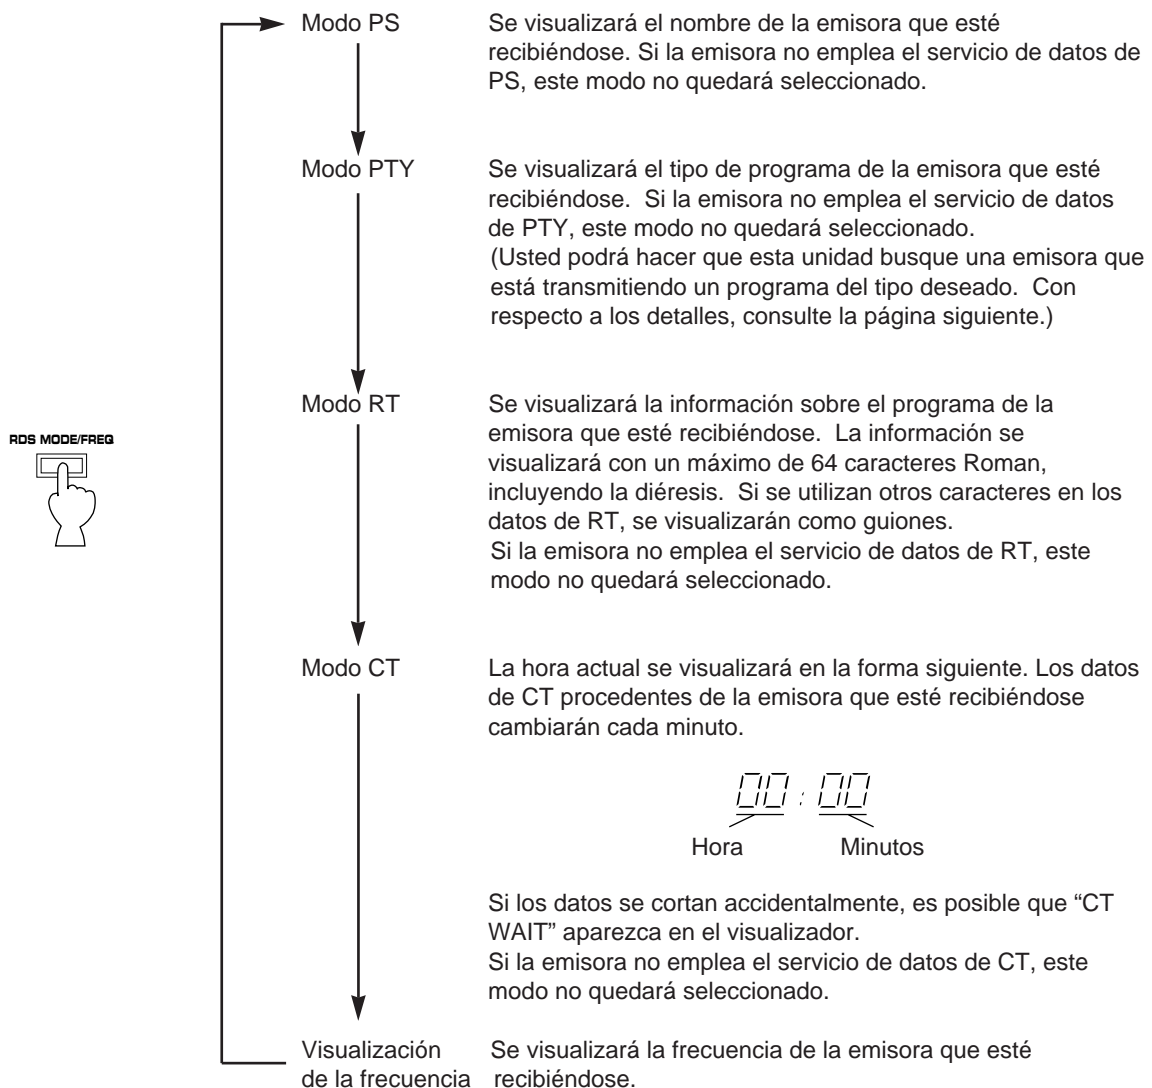 Modo PS
Se visualizará el nombre de la emisora que esté
recibiéndose. Si la emisora no emplea el servicio de datos de
PS, este modo no quedará seleccionado.
Modo PTY
Se visualizará el tipo de programa de la emisora que esté
recibiéndose. Si la emisora no emplea el servicio de datos
de PTY, este modo no quedará seleccionado.
(Usted podrá hacer que esta unidad busque una emisora que
está transmitiendo un programa del tipo deseado. Con
respecto a los detalles, consulte la página siguiente.)
Modo RT
Se visualizará la información sobre el programa de la
emisora que esté recibiéndose. La información se
visualizará con un máximo de 64 caracteres Roman,
incluyendo la diéresis. Si se utilizan otros caracteres en los
datos de RT, se visualizarán como guiones.
Si la emisora no emplea el servicio de datos de RT, este
modo no quedará seleccionado.
RDS MODE/FREQ
Modo CT
La hora actual se visualizará en la forma siguiente. Los datos
de CT procedentes de la emisora que esté recibiéndose
cambiarán cada minuto.
00 : 00
Hora Minutos
Si los datos se cortan accidentalmente, es posible que “CT
WAIT” aparezca en el visualizador.
Si la emisora no emplea el servicio de datos de CT, este
modo no quedará seleccionado.
Visualización
de la frecuencia
Se visualizará la frecuencia de la emisora que esté
recibiéndose.